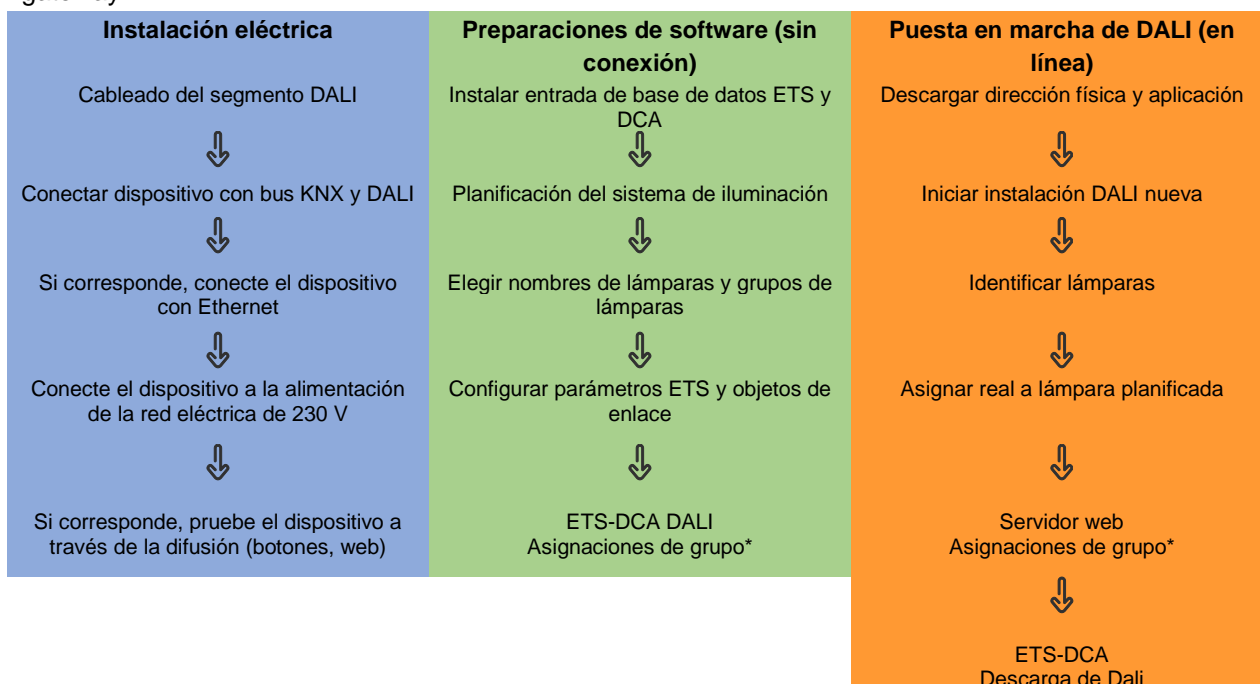 Instalación eléctrica
Cableado del segmento DALI
Conectar dispositivo con bus KNX y DALI
Si corresponde, conecte el dispositivo
con Ethernet
Conecte el dispositivo a la alimentación
de la red eléctrica de 230 V
Si corresponde, pruebe el dispositivo a
través de la difusión (botones, web)
Preparaciones de software (sin
conexión)
Instalar entrada de base de datos ETS y
DCA
Planificación del sistema de iluminación
Elegir nombres de lámparas y grupos de
lámparas
Configurar parámetros ETS y objetos de
enlace
ETS-DCA DALI
Asignaciones de grupo*
Puesta en marcha de DALI (en
línea)
Descargar dirección física y aplicación
Iniciar instalación DALI nueva
Identificar lámparas
Asignar real a lámpara planificada
Servidor web
Asignaciones de grupo*
ETS-DCA
Descarga de Dali